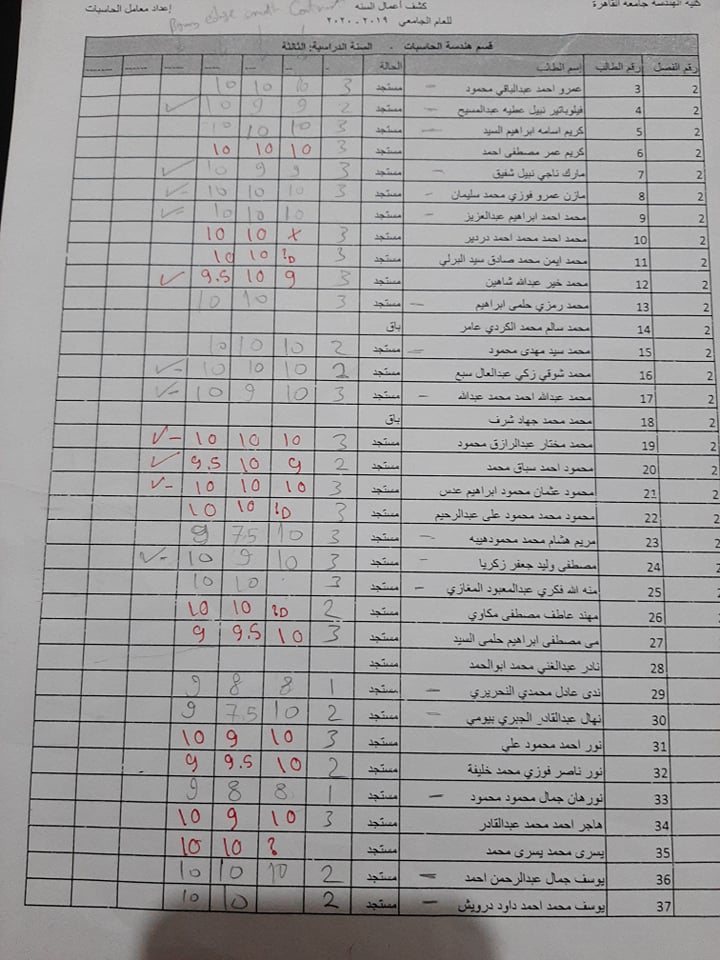 كلية الهندسة جامعة القاهرة كشف أعمال السنه إعداد معامل الحاسبات
للعام الجامعي ٢٠١٩ - ٢٠٢٠
قسم هندسة الحاسبات - السنة الدراسية: الثالثة
رقم الفصل رقم الطالب إسم الطالب الحالة
2 3 عمرو احمد عبدالباقي محمود – مستجد 3 10 10 10
2 4 فيلوباتير نبيل عطيه عبدالمسيح – مستجد 2 9 9 10 ✓
2 5 كريم اسامه ابراهيم السيد – مستجد 3 10 10 10
2 6 كريم عمر مصطفى احمد مستجد 3 10 10 10
2 7 مارك ناجي نبيل شفيق – مستجد 3 9 9 10 ✓
2 8 مازن عمرو فوزي محمد سليمان – مستجد 3 10 10 10 ✓–
2 9 محمد احمد ابراهيم عبدالعزيز – مستجد 10 10 10 ✓–
2 10 محمد احمد محمد احمد دردير مستجد 3 x 10 10
2 11 محمد ايمن محمد صادق سيد البرلي مستجد 3 10 10
2 12 محمد خير عبدالله شاهين مستجد 3 9 10 9.5 ✓
2 13 محمد رمزي حلمى ابراهيم – مستجد 3 10 10
2 14 محمد سالم محمد الكردي عامر باق
2 15 محمد سيد مهدى محمود – مستجد 2 10 10 10
2 16 محمد شوقي زكي عبدالعال سبع مستجد 2 10 10 10 ✓–
2 17 محمد عبدالله احمد محمد عبدالله – مستجد 3 10 9 10 ✓–
2 18 محمد محمد جهاد شرف باق
2 19 محمد مختار عبدالرازق محمود مستجد 3 10 10 10 ✓–
2 20 محمود احمد سباق محمد مستجد 2 9 10 9.5 ✓
2 21 محمود عثمان محمود ابراهيم عدس مستجد 3 10 10 10 ✓–
2 22 محمود محمد محمود على عبدالرحيم مستجد 3 10 10
2 23 مريم هشام محمد محمودهيبه – مستجد 3 10 7.5 9
2 24 مصطفى وليد جعفر زكريا – مستجد 3 10 9 10 ✓–
2 25 منه الله فكري عبدالمعبود المغازي – مستجد 3 10 10
2 26 مهند عاطف مصطفى مكاوي مستجد 2 10 10
2 27 مى مصطفى ابراهيم حلمى السيد مستجد 3 10 9.5 9
2 28 نادر عبدالغني محمد ابوالحمد مستجد
2 29 ندى عادل محمدي النحريري – مستجد 1 8 8 9
2 30 نهال عبدالقادر الجبري بيومي – مستجد 2 10 7.5 9
2 31 نور احمد محمود علي مستجد 3 10 9 10
2 32 نور ناصر فوزي محمد خليفة مستجد 2 10 9.5 9
2 33 نورهان جمال محمود محمود – مستجد 1 8 8 9
2 34 هاجر احمد محمد عبدالقادر مستجد 3 10 9 10
2 35 يسرى محمد يسرى محمد مستجد ? 10 10
2 36 يوسف جمال عبدالرحمن احمد – مستجد 2 10 10 10
2 37 يوسف محمد احمد داود درويش – مستجد 2 10 10